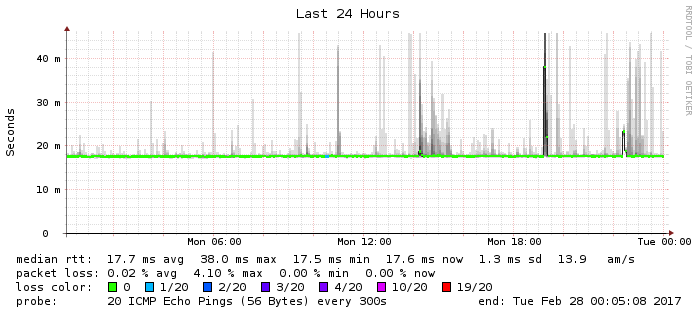 Last 24 Hours
RRDTOOL / TOBI OETIKER
Seconds
40 m
30 m
20 m
10 m
0
Mon 06:00 Mon 12:00 Mon 18:00 Tue 00:00
median rtt: 17.7 ms avg 38.0 ms max 17.5 ms min 17.6 ms now 1.3 ms sd 13.9 am/s
packet loss: 0.02 % avg 4.10 % max 0.00 % min 0.00 % now
loss color: 0 1/20 2/20 3/20 4/20 10/20 19/20
probe: 20 ICMP Echo Pings (56 Bytes) every 300s end: Tue Feb 28 00:05:08 2017